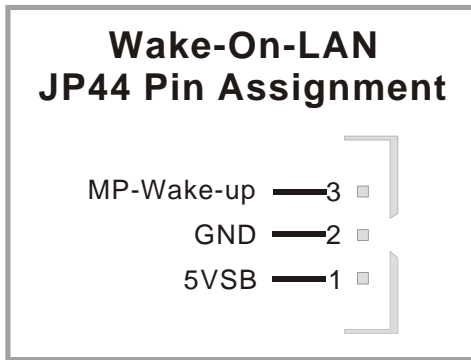 Wake-On-LAN
JP44 Pin Assignment
MP-Wake-up 3
GND 2
5VSB 1